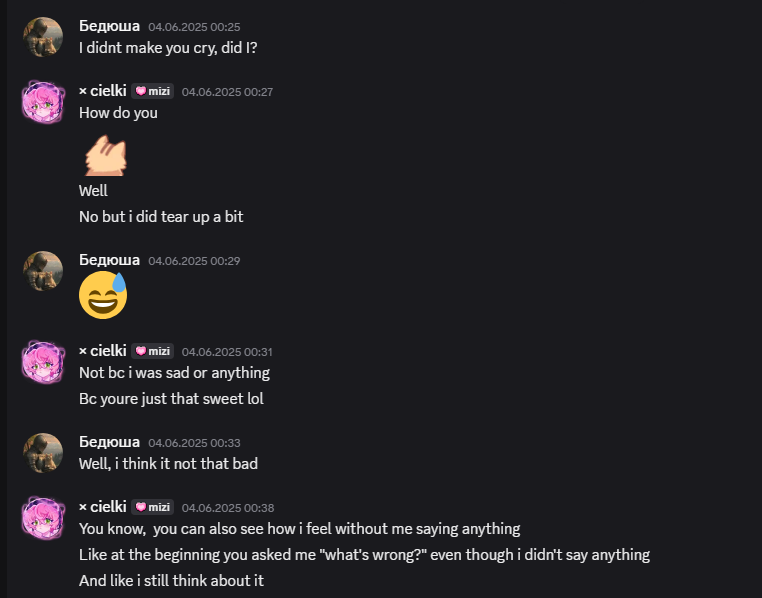 Бедюша 04.06.2025 00:25
I didnt make you cry, did I?
× cielki mizi 04.06.2025 00:27
How do you
Well
No but i did tear up a bit
Бедюша 04.06.2025 00:29
× cielki mizi 04.06.2025 00:31
Not bc i was sad or anything
Bc youre just that sweet lol
Бедюша 04.06.2025 00:33
Well, i think it not that bad
× cielki mizi 04.06.2025 00:38
You know, you can also see how i feel without me saying anything
Like at the beginning you asked me "what's wrong?" even though i didn't say anything
And like i still think about it